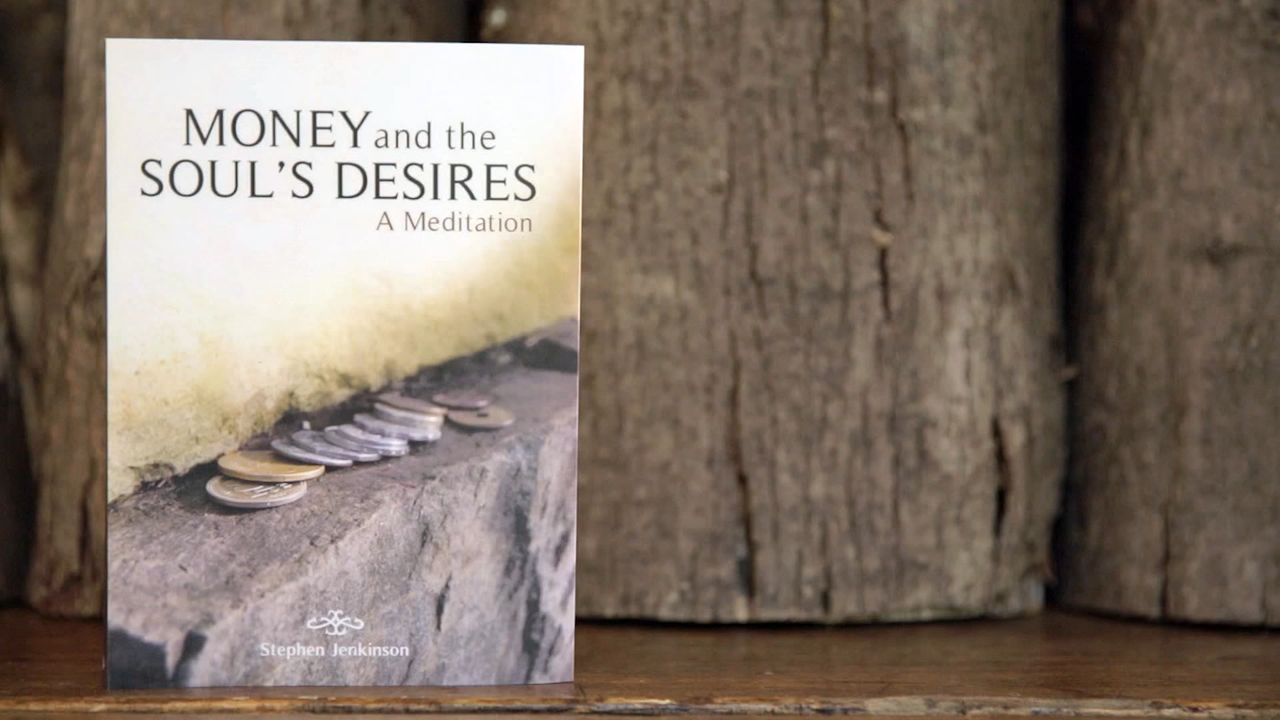 MONEY and the
SOUL'S DESIRES
A Meditation
Stephen Jenkinson